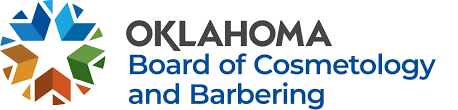 OKLAHOMA
Board of Cosmetology
and Barbering